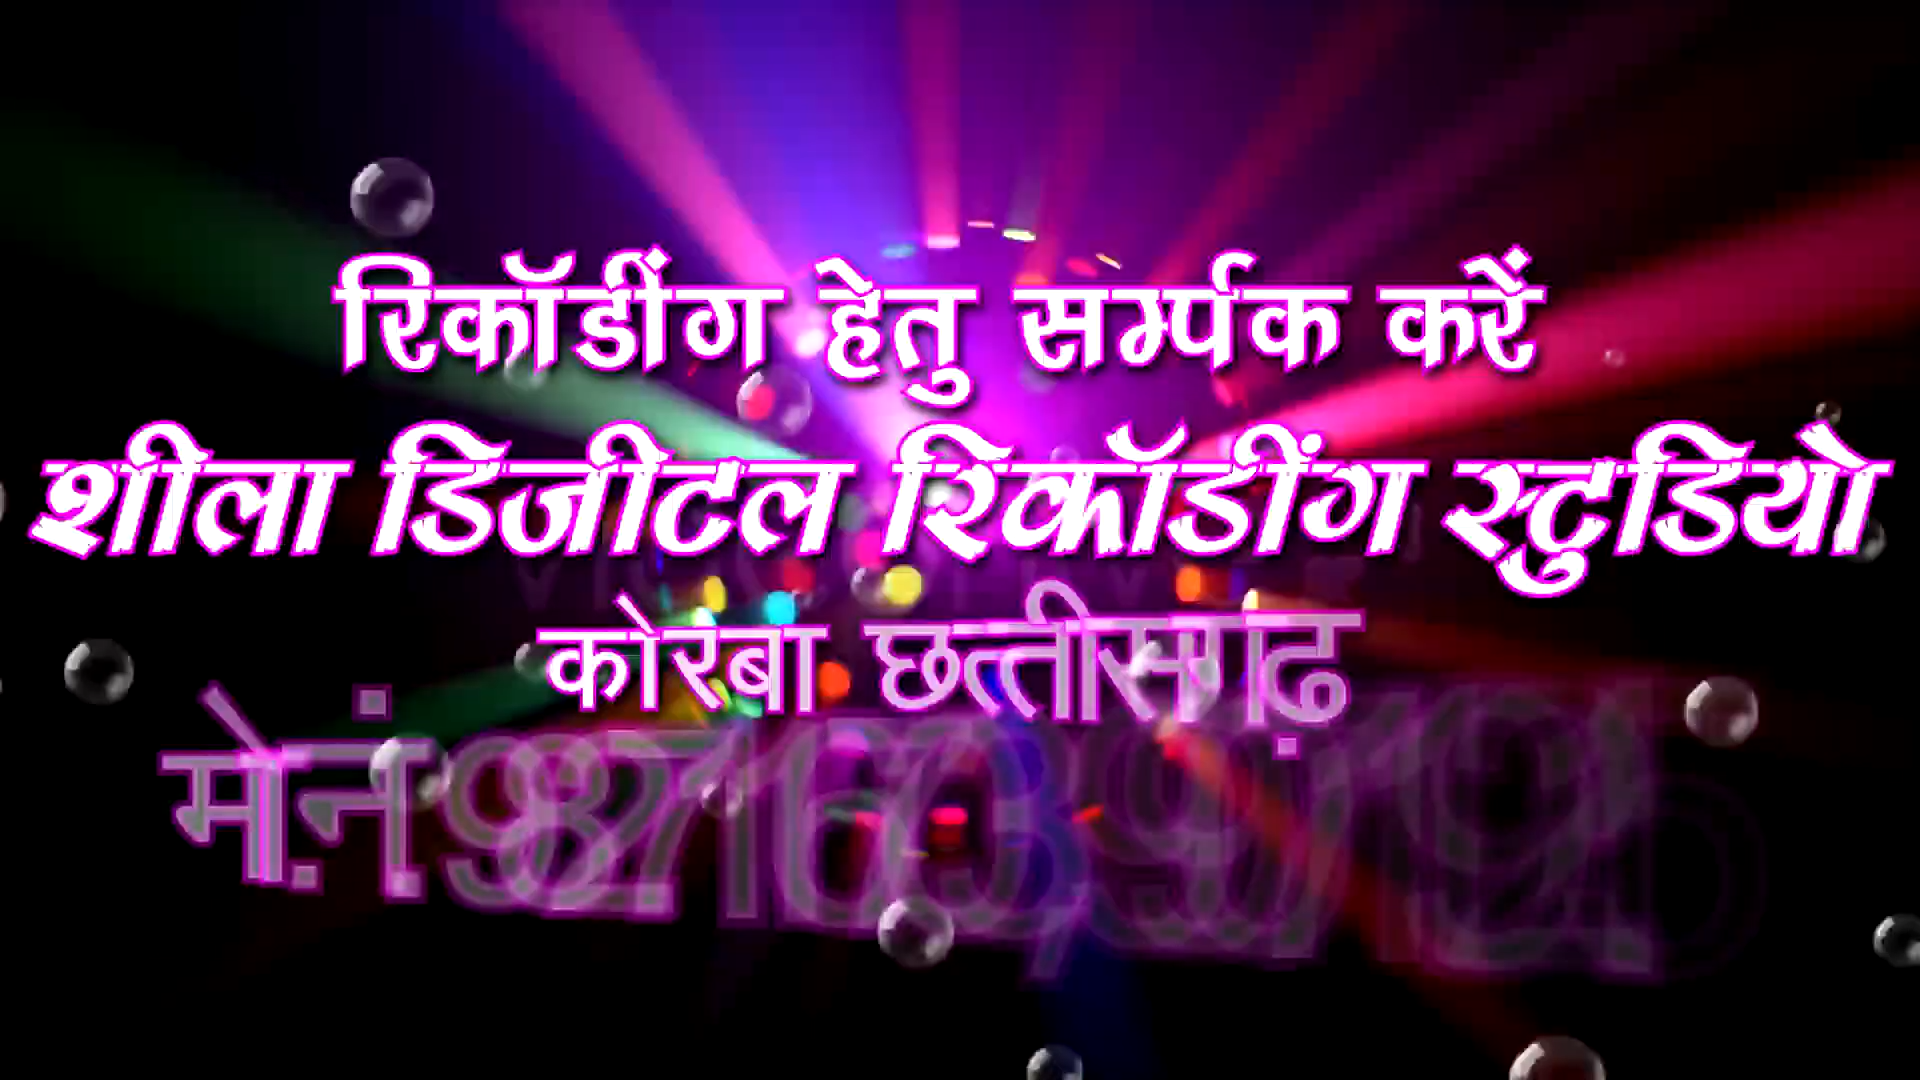 रिकॉडींग हेतु सर्म्पक करें
शीला डिजीटल रिकॉडींग स्टुडियो
कोरबा छत्तीसगढ़
मो.नं.